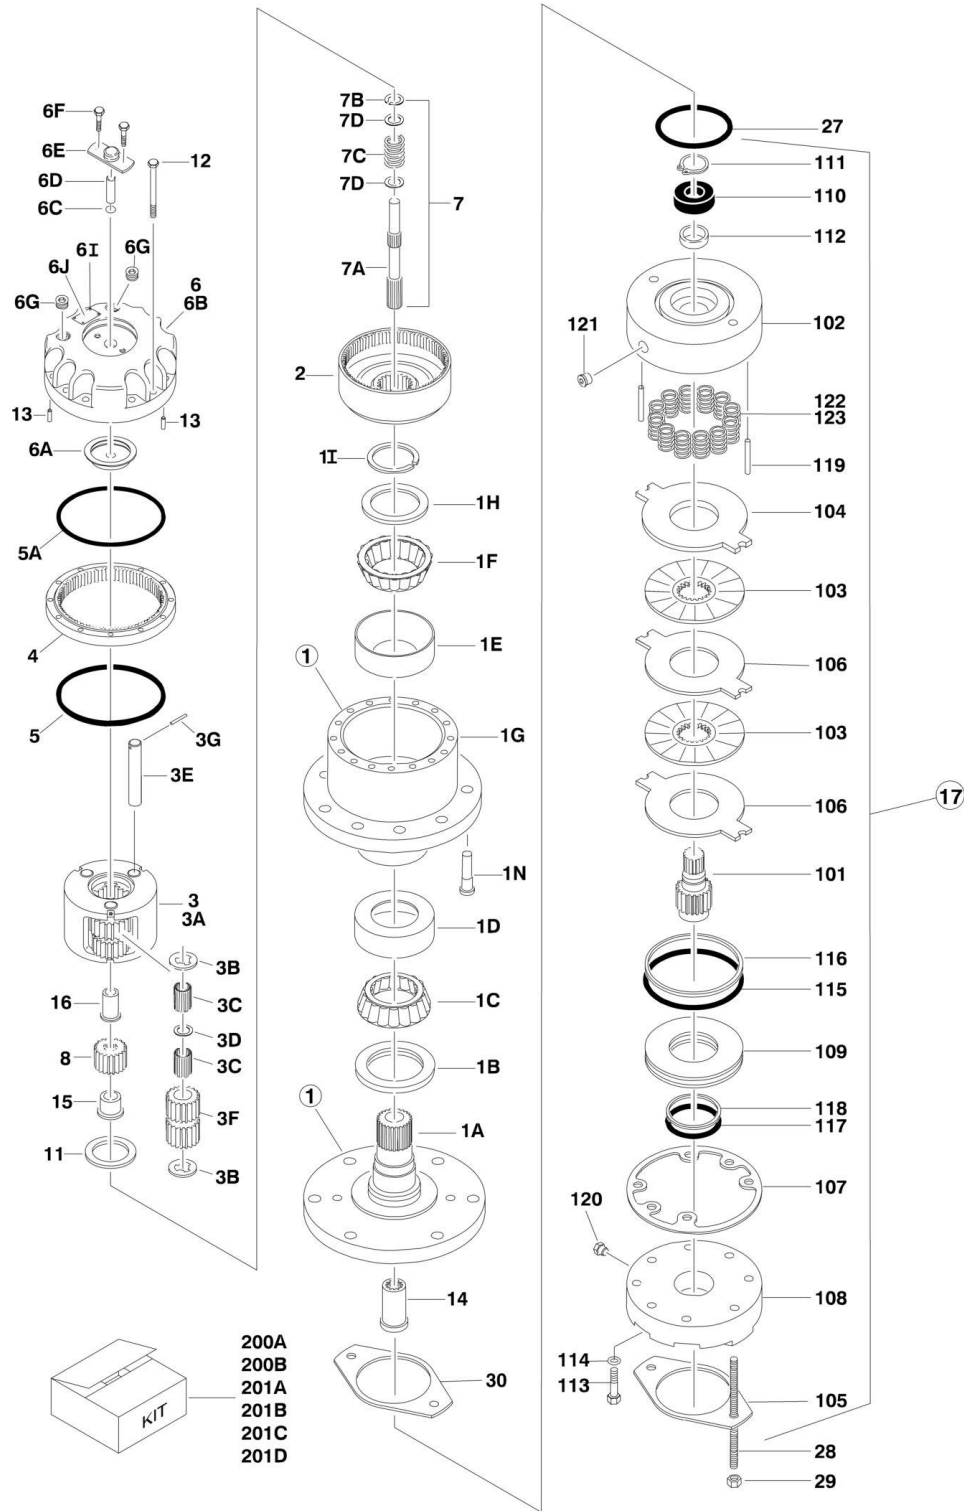 6F
6E
6D
6C
12
6I
6J
6G
6G
6
6B
13
13
6A
5A
4
5
3G
3E
3
3A
3B
3C
3D
3C
3F
3B
16
8
15
11
200A
200B
201A
201B
201C
201D
KIT
7B
7D
7C
7D
7
7A
2
1I
1H
1F
1E
1
1G
1N
1D
1C
1B
1
1A
14
30
27
111
110
112
102
121
122
123
119
104
103
106
103
106
17
101
116
115
109
118
117
107
120
108
114
113
105
28
29